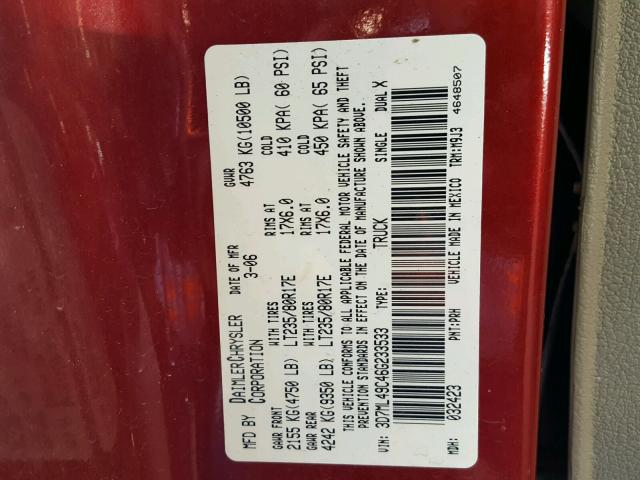 MFD BY DAIMLERCHRYSLER CORPORATION DATE OF MFR 3-06 GVWR 4763 KG(10500 LB)
GAWR FRONT WITH TIRES RIMS AT COLD
2155 KG(4750 LB) LT235/80R17E 17X6.0 410 KPA( 60 PSI)
GAWR REAR WITH TIRES RIMS AT COLD
4242 KG(9350 LB) LT235/80R17E 17X6.0 450 KPA( 65 PSI)
THIS VEHICLE CONFORMS TO ALL APPLICABLE FEDERAL MOTOR VEHICLE SAFETY AND THEFT
PREVENTION STANDARDS IN EFFECT ON THE DATE OF MANUFACTURE SHOWN ABOVE.
VIN: 3D7ML49C46G233533 TYPE: TRUCK SINGLE DUAL X
MDH: 032423 PNT:PRH VEHICLE MADE IN MEXICO TRM:M9J3
4648507